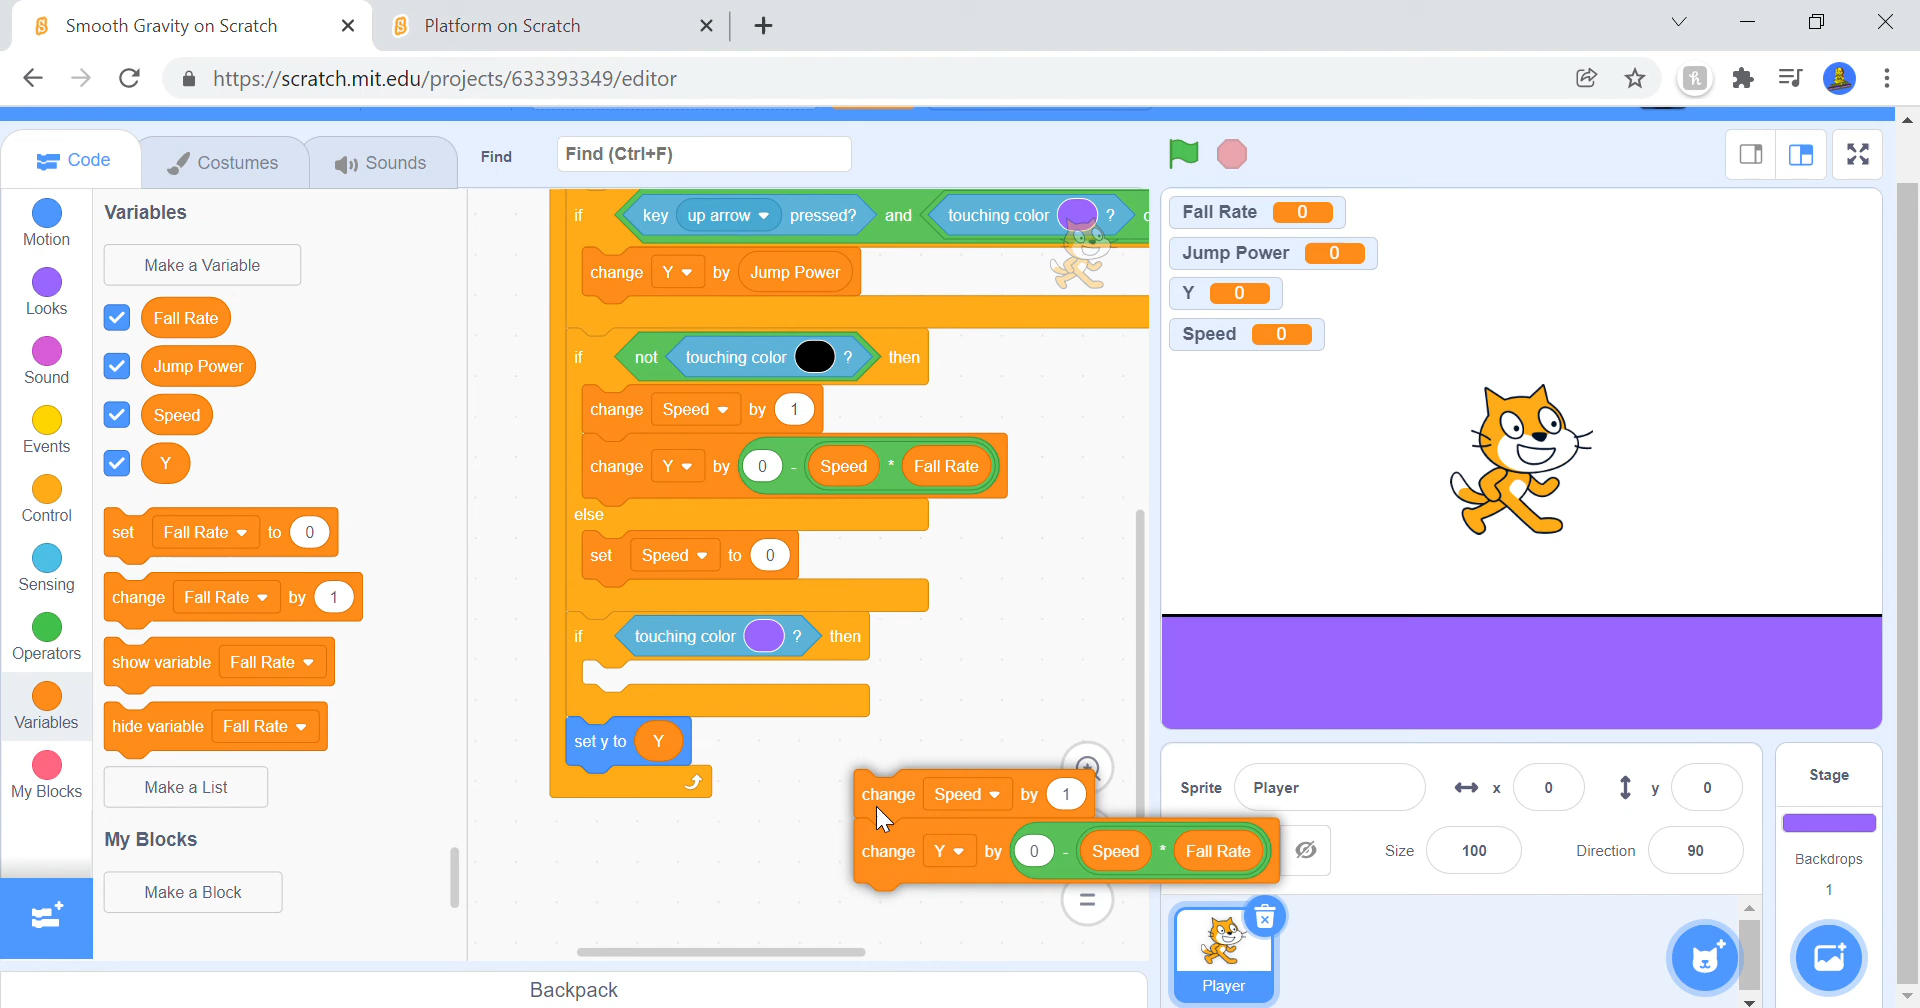 Smooth Gravity on Scratch
Platform on Scratch
https://scratch.mit.edu/projects/633393349/editor
Code
Costumes
Sounds
Find
Find (Ctrl+F)
Motion
Looks
Sound
Events
Control
Sensing
Operators
Variables
My Blocks
Variables
Make a Variable
Fall Rate
Jump Power
Speed
Y
set Fall Rate to 0
change Fall Rate by 1
show variable Fall Rate
hide variable Fall Rate
Make a List
My Blocks
Make a Block
if key up arrow pressed? and touching color ?
change Y by Jump Power
if not touching color ? then
change Speed by 1
change Y by 0 - Speed * Fall Rate
else
set Speed to 0
if touching color ? then
set y to Y
change Speed by 1
change Y by 0 - Speed * Fall Rate
Backpack
Fall Rate 0
Jump Power 0
Y 0
Speed 0
Sprite Player x 0 y 0
Size 100 Direction 90
Player
Stage
Backdrops
1